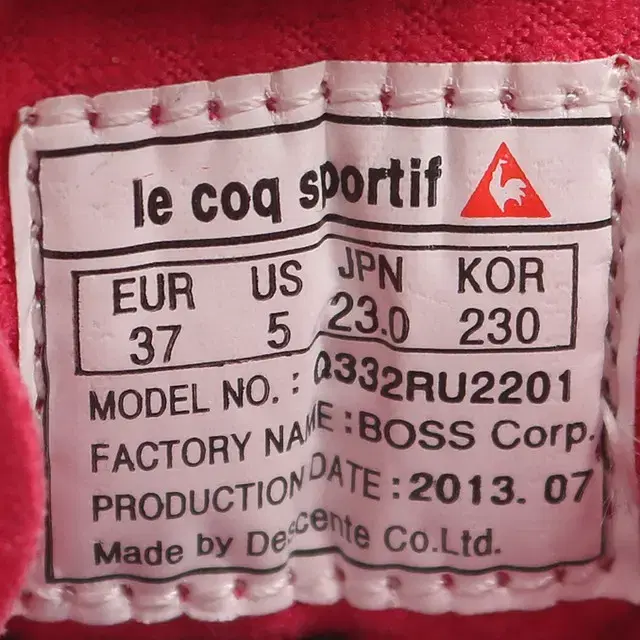 le coq sportif
EUR US JPN KOR
37 5 23.0 230
MODEL NO. : Q332RU2201
FACTORY NAME : BOSS Corp.
PRODUCTION DATE : 2013. 07
Made by Descente Co.Ltd.